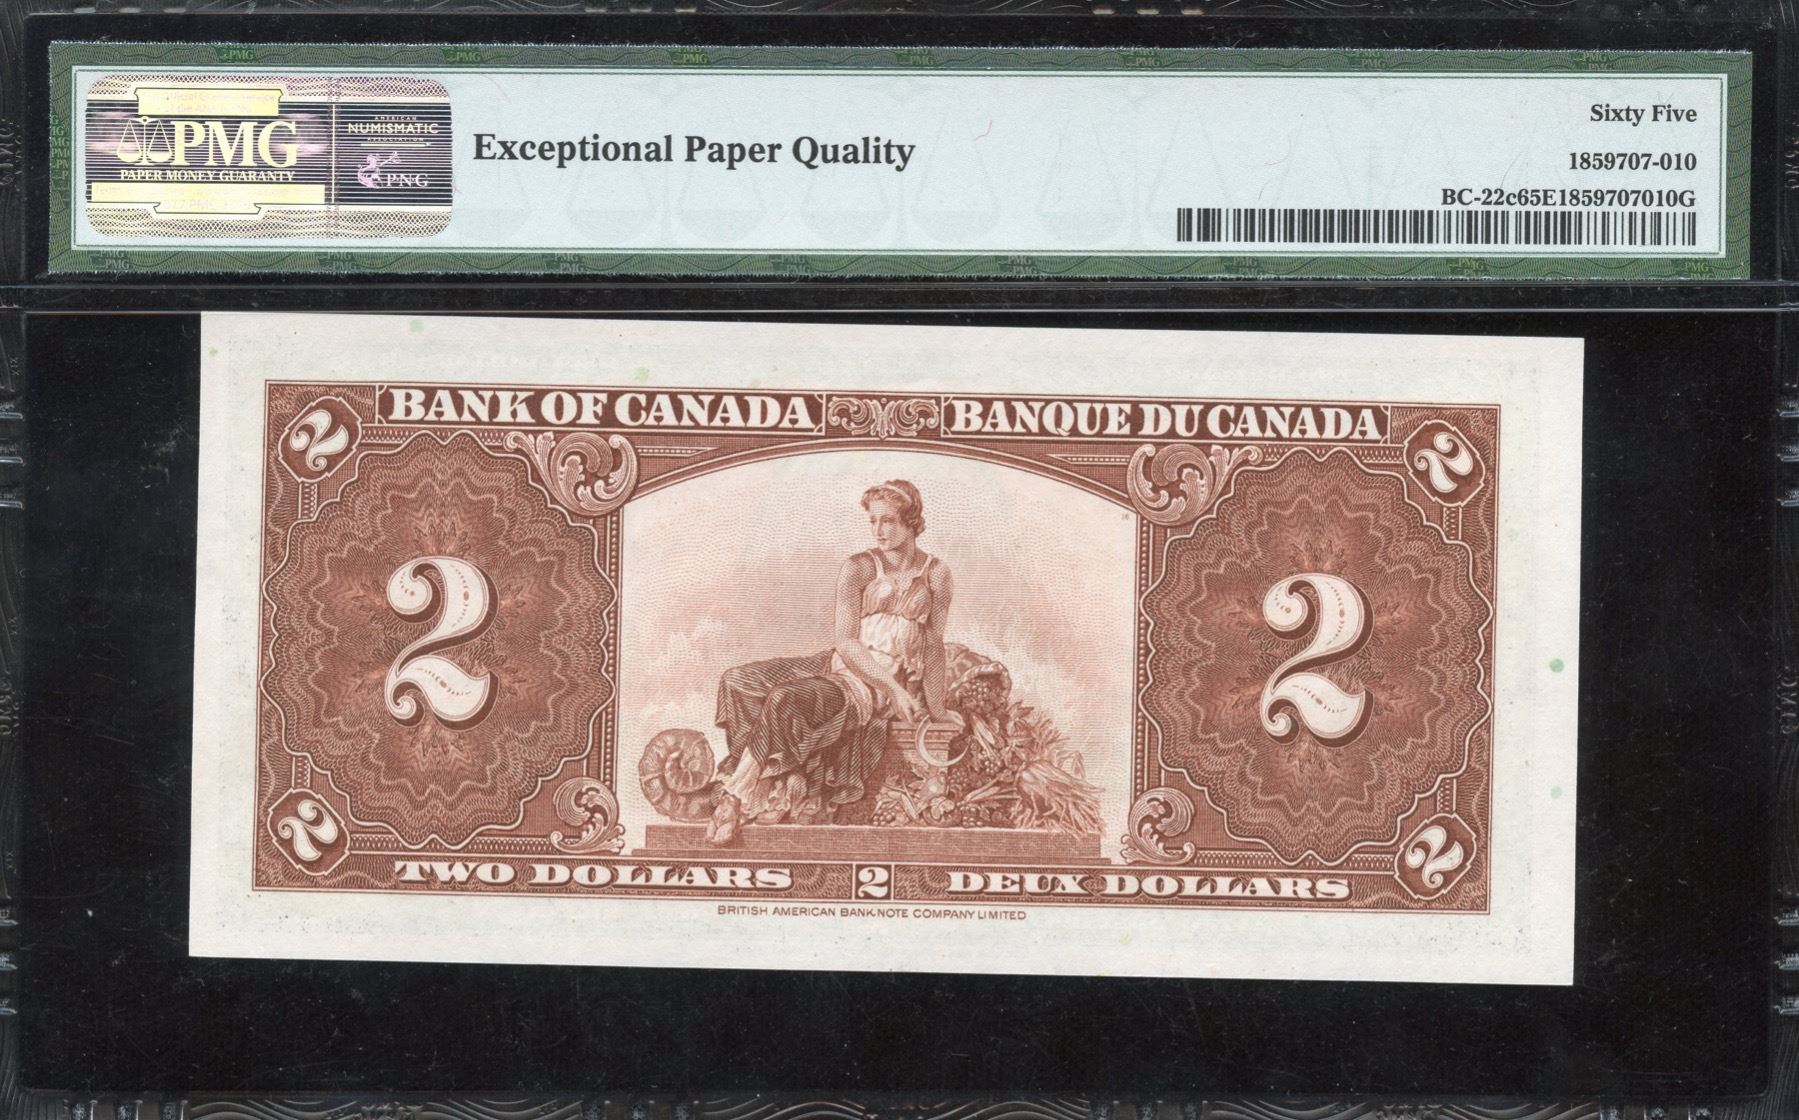 PMG
PAPER MONEY GUARANTY
AMERICAN
NUMISMATIC
ASSOCIATION
PNG
Exceptional Paper Quality
Sixty Five
1859707-010
BC-22c65E1859707010G
BANK OF CANADA BANQUE DU CANADA
2 2
2 2
2 2
TWO DOLLARS 2 DEUX DOLLARS
BRITISH AMERICAN BANK NOTE COMPANY LIMITED